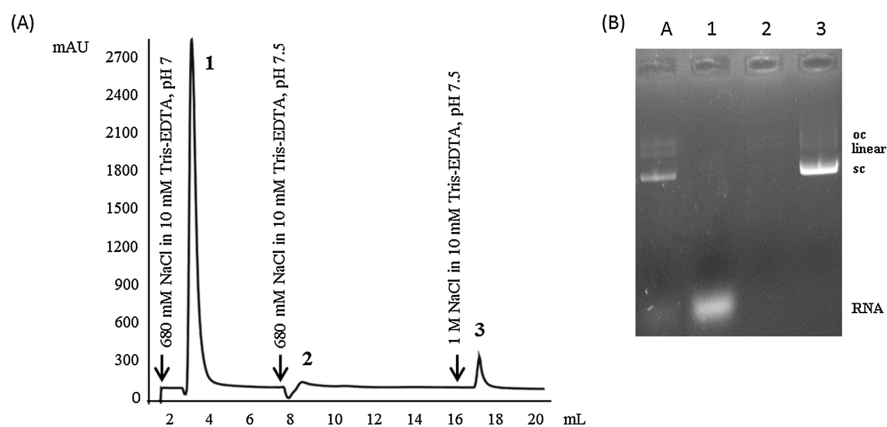 (A)
mAU
2700
2400
2100
1800
1500
1200
900
600
300
0
680 mM NaCl in 10 mM Tris-EDTA, pH 7
1
680 mM NaCl in 10 mM Tris-EDTA, pH 7.5
2
1 M NaCl in 10 mM Tris-EDTA, pH 7.5
3
2 4 6 8 10 12 14 16 18 20 mL
(B)
A 1 2 3
oc
linear
sc
RNA